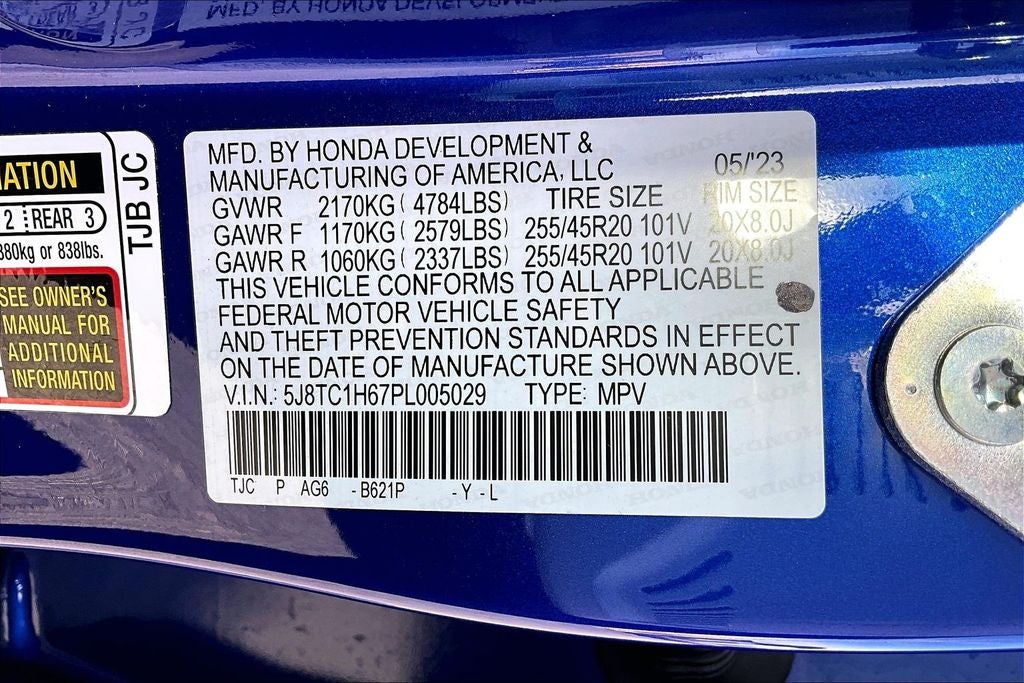 MFD. BY HONDA DEVELOPMENT &
MANUFACTURING OF AMERICA, LLC 05/'23
GVWR 2170KG ( 4784LBS) TIRE SIZE RIM SIZE
GAWR F 1170KG ( 2579LBS) 255/45R20 101V 20X8.0J
GAWR R 1060KG ( 2337LBS) 255/45R20 101V 20X8.0J
THIS VEHICLE CONFORMS TO ALL APPLICABLE
FEDERAL MOTOR VEHICLE SAFETY
AND THEFT PREVENTION STANDARDS IN EFFECT
ON THE DATE OF MANUFACTURE SHOWN ABOVE.
V.I.N.: 5J8TC1H67PL005029 TYPE: MPV
TJC P AG6 -B621P -Y -L
2 REAR 3
880kg or 838lbs.
SEE OWNER'S
MANUAL FOR
ADDITIONAL
INFORMATION
TJB JC